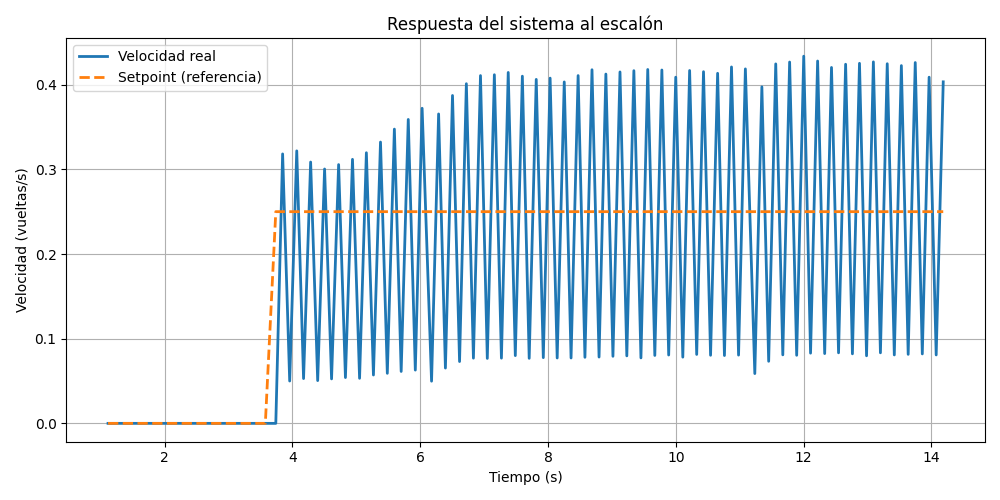 Respuesta del sistema al escalón
Velocidad real
Setpoint (referencia)
Velocidad (vueltas/s)
0.4
0.3
0.2
0.1
0.0
2 4 6 8 10 12 14
Tiempo (s)